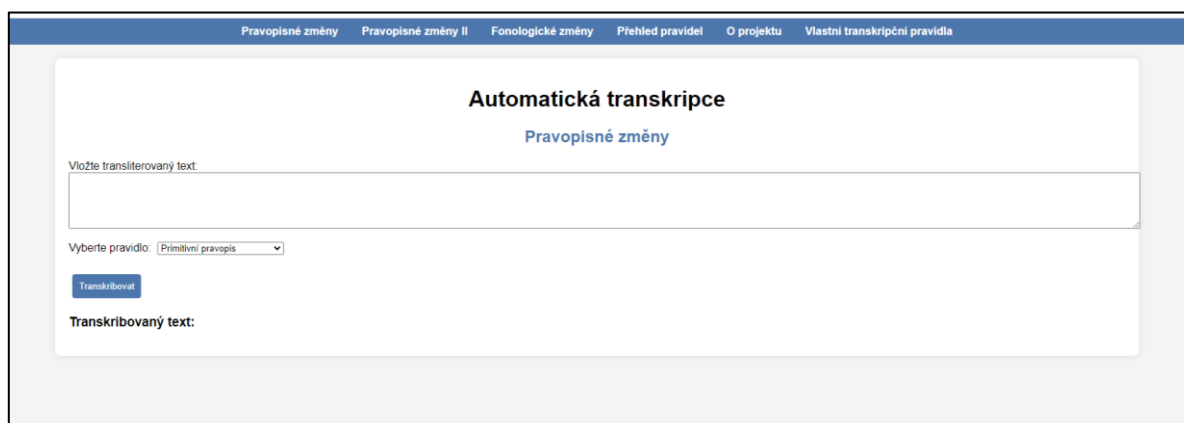 Pravopisné změny Pravopisné změny II Fonologické změny Přehled pravidel O projektu Vlastní transkripční pravidla
Automatická transkripce
Pravopisné změny
Vložte transliterovaný text:
Vyberte pravidlo: Primitivní pravopis
Transkribovat
Transkribovaný text: